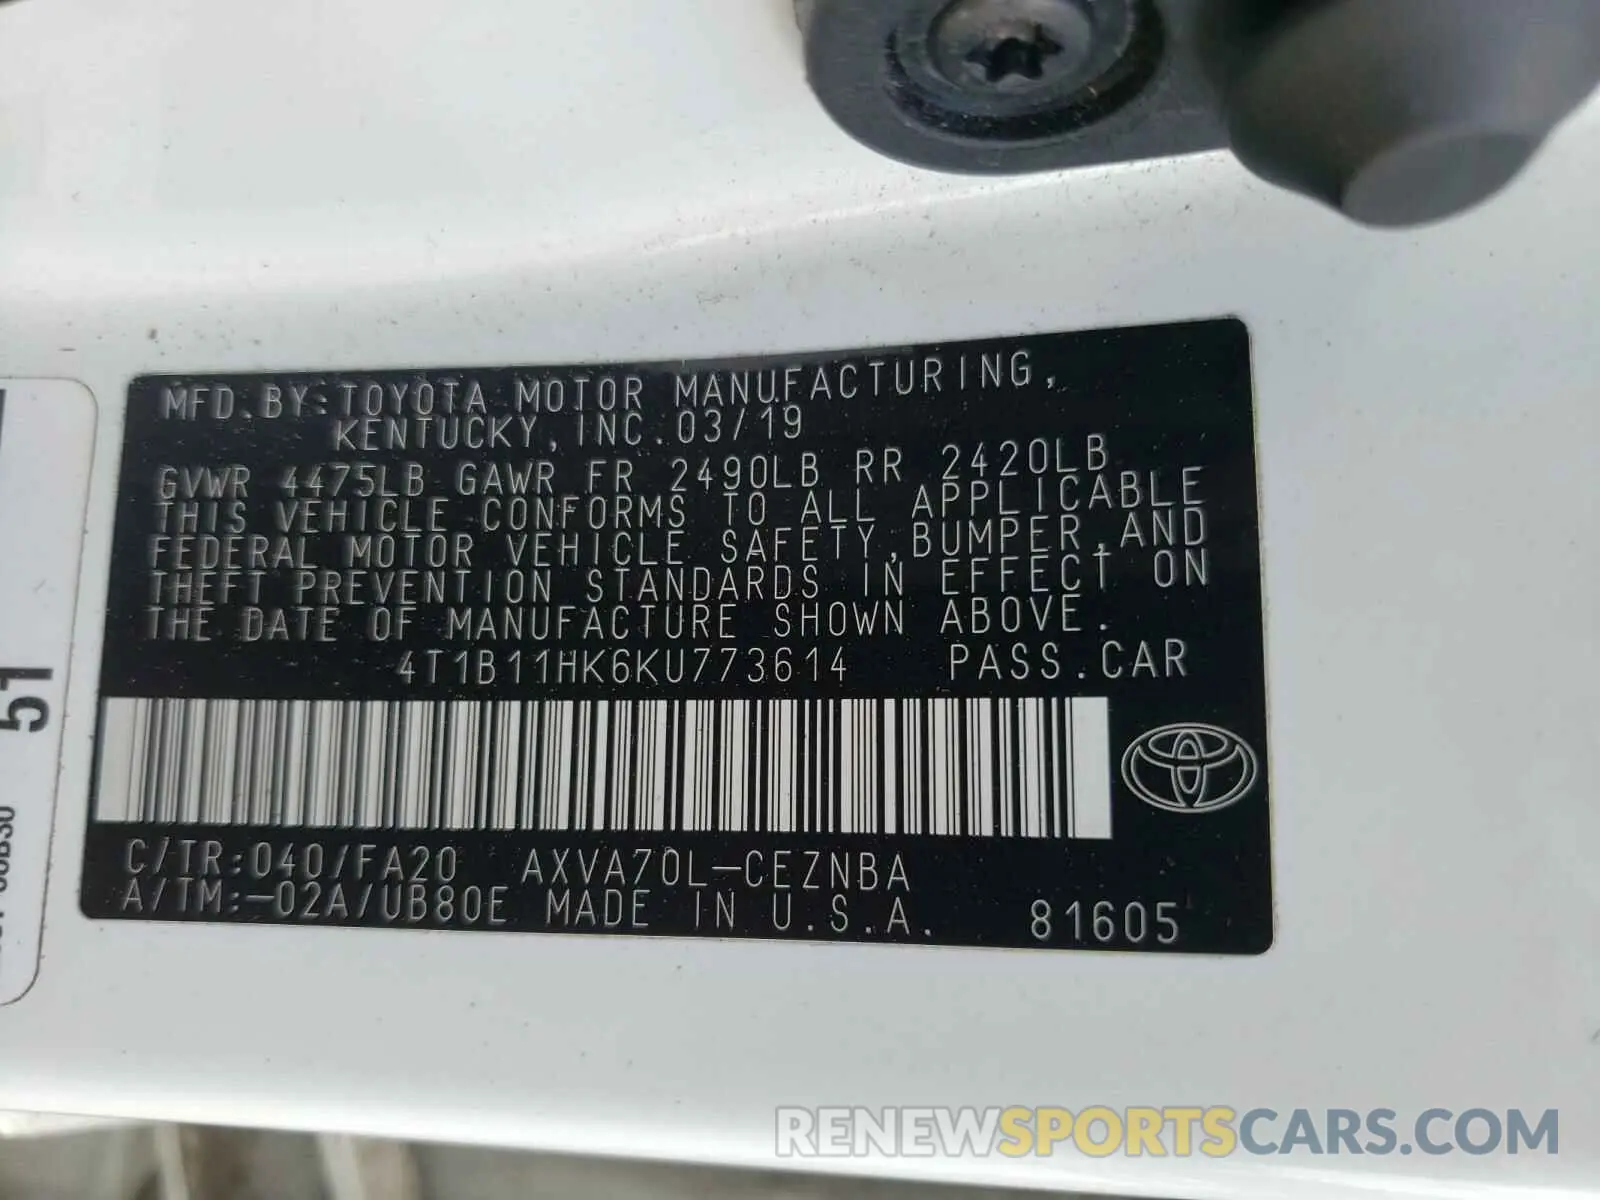 MFD.BY:TOYOTA MOTOR MANUFACTURING,
KENTUCKY, INC.03/19
GVWR 4475LB GAWR FR 2490LB RR 2420LB
THIS VEHICLE CONFORMS TO ALL APPLICABLE
FEDERAL MOTOR VEHICLE SAFETY,BUMPER,AND
THEFT PREVENTION STANDARDS IN EFFECT ON
THE DATE OF MANUFACTURE SHOWN ABOVE.
4T1B11HK6KU773614 PASS.CAR
C/TR:040/FA20 AXVA70L-CEZNBA
A/TM:-02A/UB80E MADE IN U.S.A. 81605
51
RENEWSPORTSCARS.COM